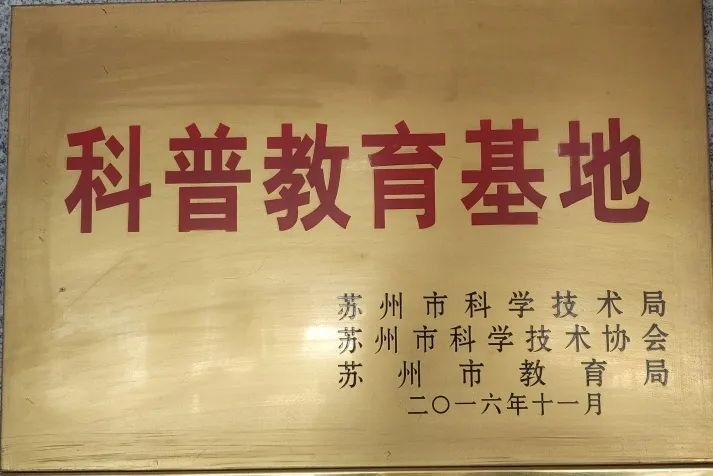 科普教育基地
苏州市科学技术局
苏州市科学技术协会
苏州市教育局
二〇一六年十一月